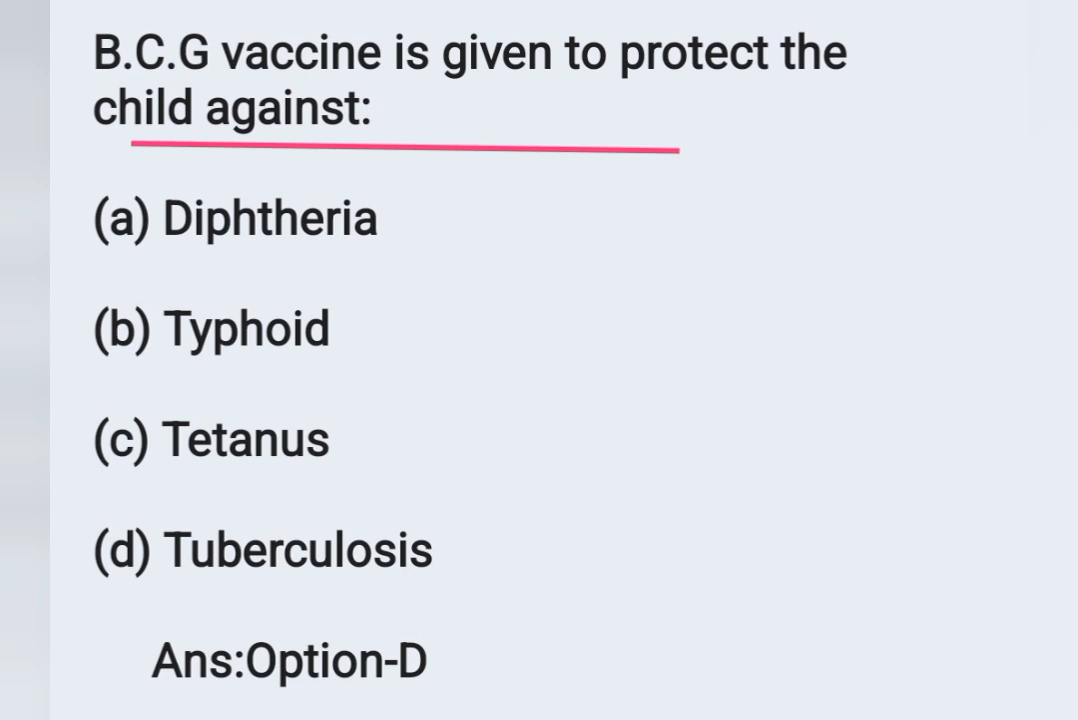 B.C.G vaccine is given to protect the
child against:
(a) Diphtheria
(b) Typhoid
(c) Tetanus
(d) Tuberculosis
Ans:Option-D